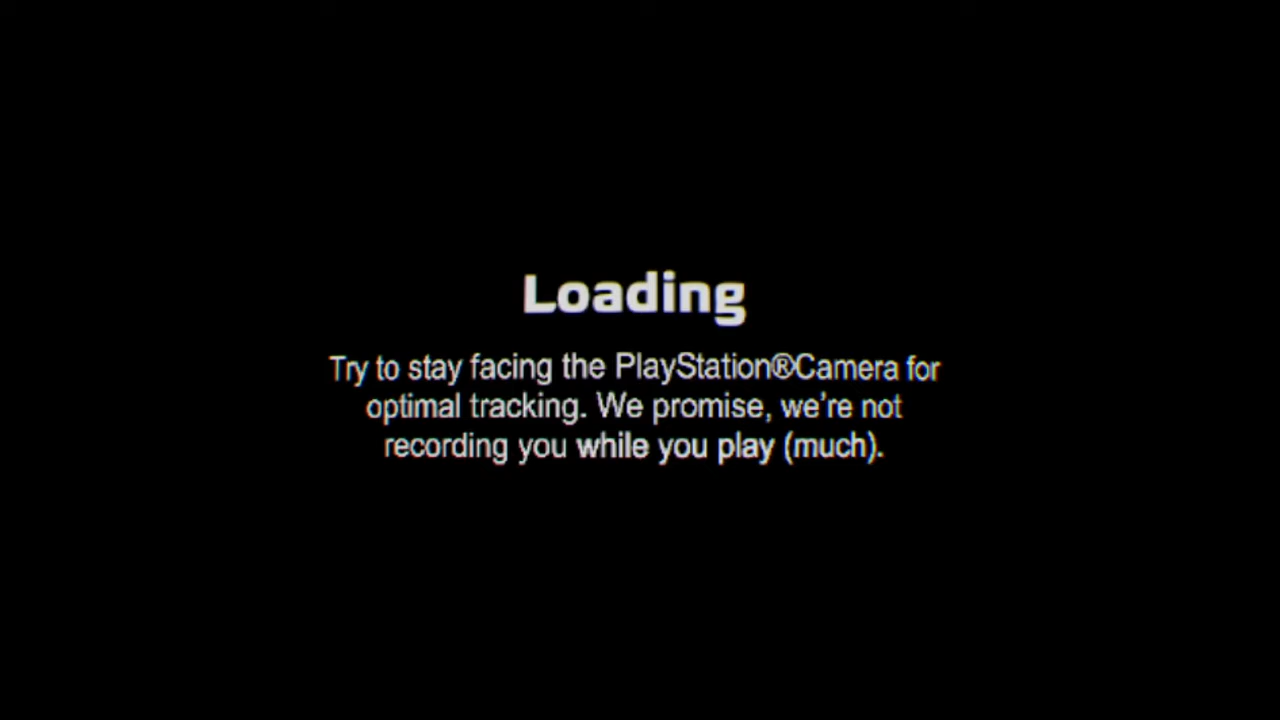 Loading
Try to stay facing the PlayStation®Camera for
optimal tracking. We promise, we're not
recording you while you play (much).